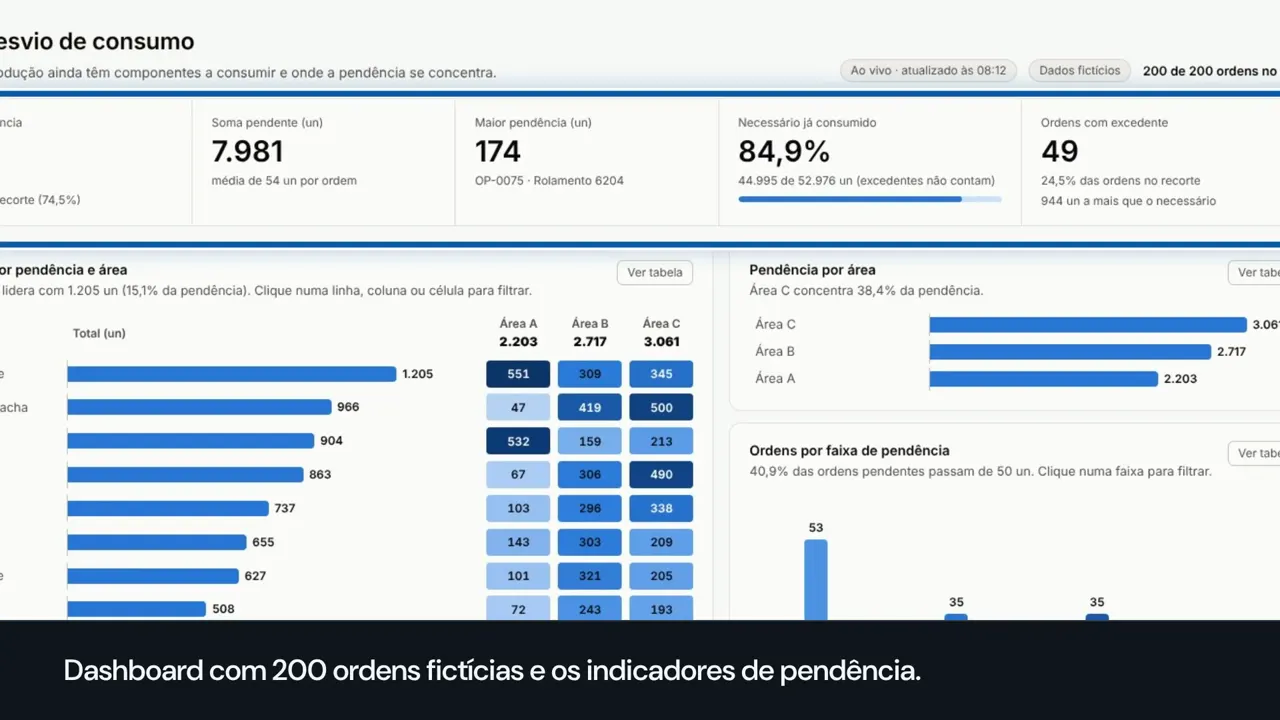 esvio de consumo
odução ainda têm componentes a consumir e onde a pendência se concentra.
Ao vivo · atualizado às 08:12
Dados fictícios
200 de 200 ordens no
ncia
ecorte (74,5%)
Soma pendente (un)
7.981
média de 54 un por ordem
Maior pendência (un)
174
OP-0075 · Rolamento 6204
Necessário já consumido
84,9%
44.995 de 52.976 un (excedentes não contam)
Ordens com excedente
49
24,5% das ordens no recorte
944 un a mais que o necessário
or pendência e área
Ver tabela
lidera com 1.205 un (15,1% da pendência). Clique numa linha, coluna ou célula para filtrar.
Total (un)
Área A Área B Área C
2.203 2.717 3.061
e 1.205 551 309 345
acha 966 47 419 500
904 532 159 213
863 67 306 490
737 103 296 338
655 143 303 209
e 627 101 321 205
508 72 243 193
Pendência por área
Ver tabe
Área C concentra 38,4% da pendência.
Área C 3.061
Área B 2.717
Área A 2.203
Ordens por faixa de pendência
Ver tabe
40,9% das ordens pendentes passam de 50 un. Clique numa faixa para filtrar.
53
35
35
Dashboard com 200 ordens fictícias e os indicadores de pendência.